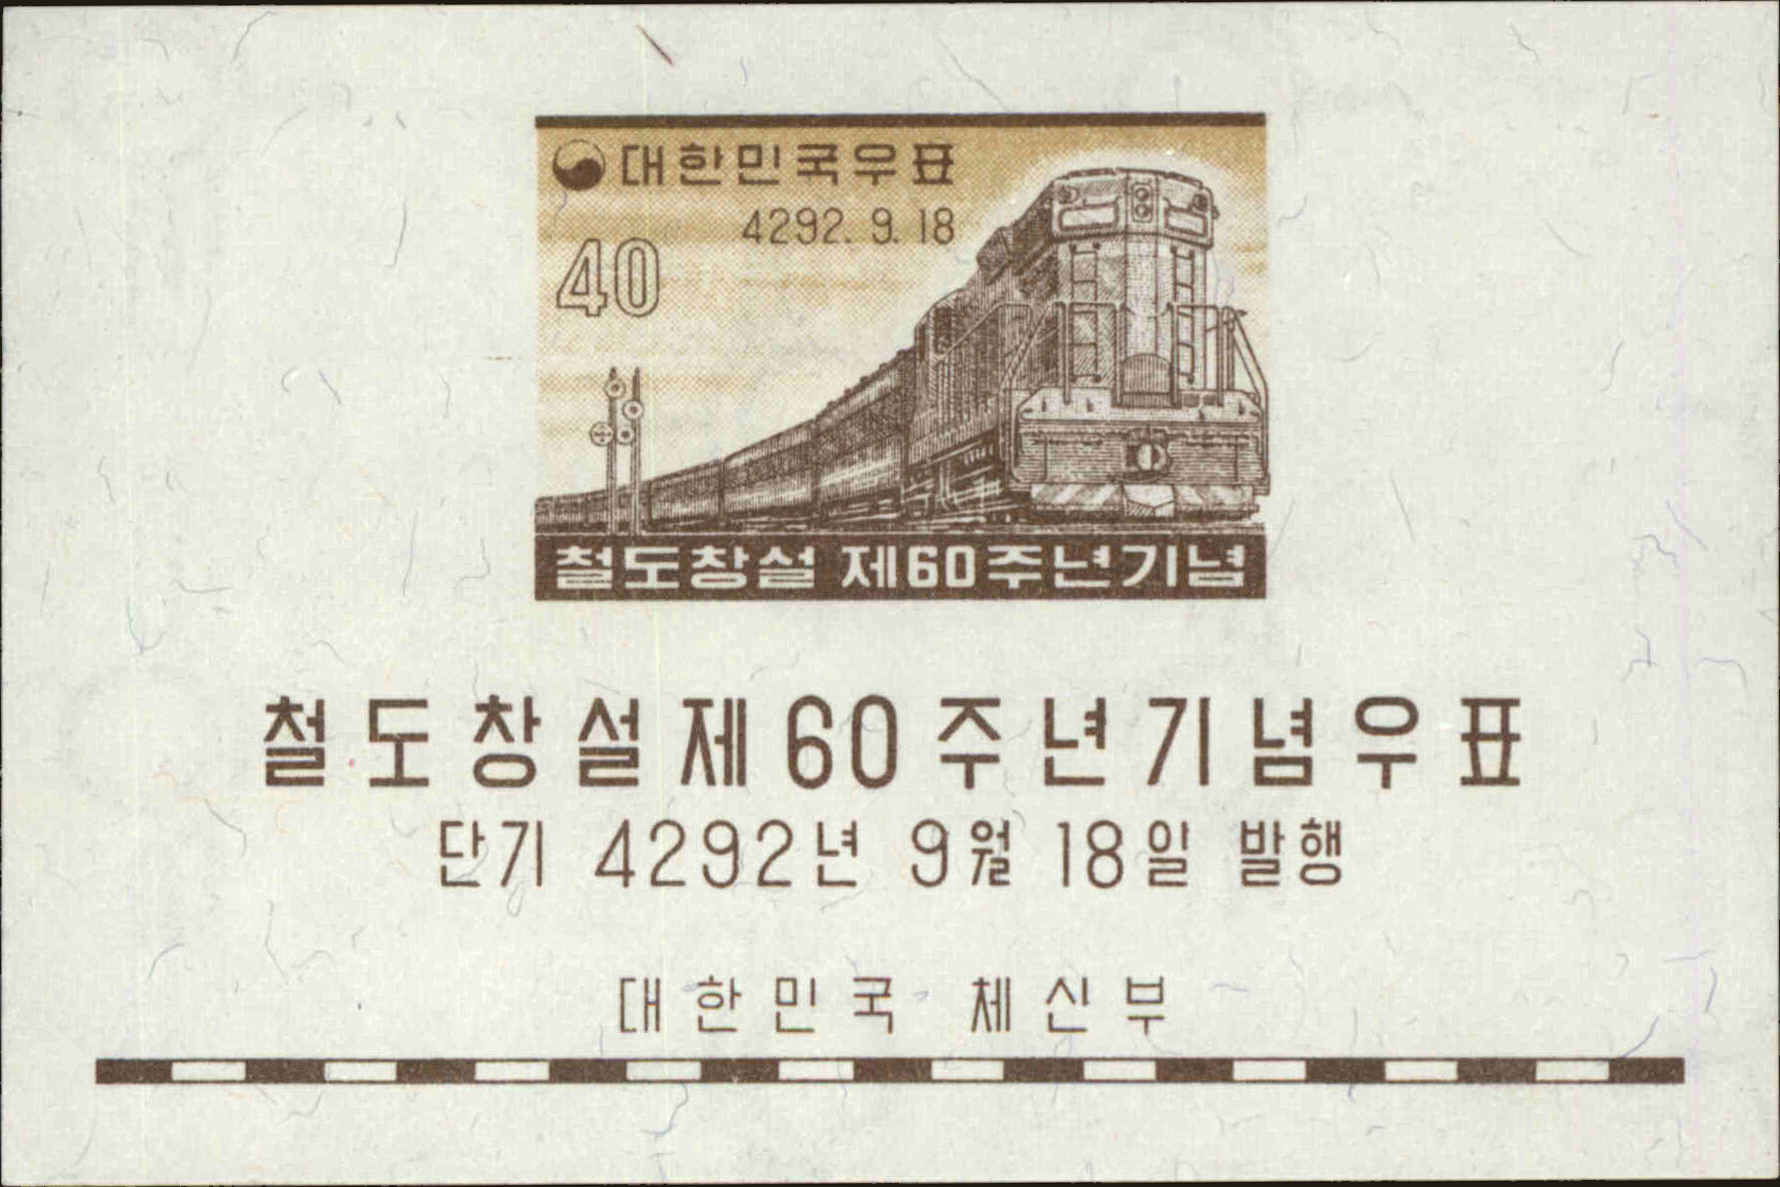 대한민국우표
4292. 9. 18
40
철도창설 제60주년기념
철도창설제60주년기념우표
단기 4292년 9월 18일 발행
대한민국 체신부